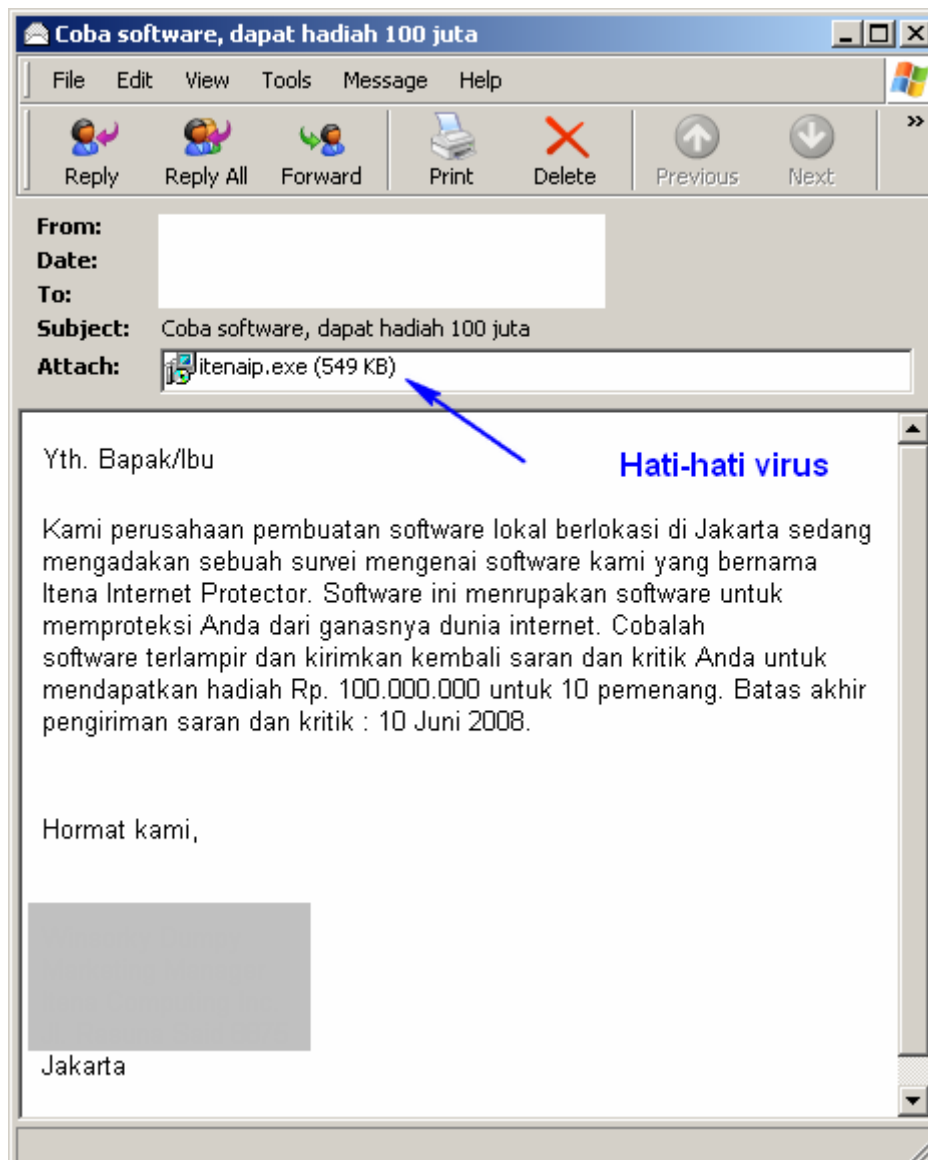 Coba software, dapat hadiah 100 juta
File Edit View Tools Message Help
Reply Reply All Forward Print Delete Previous Next
From:
Date:
To:
Subject: Coba software, dapat hadiah 100 juta
Attach: itenaip.exe (549 KB)
Hati-hati virus
Yth. Bapak/Ibu
Kami perusahaan pembuatan software lokal berlokasi di Jakarta sedang
mengadakan sebuah survei mengenai software kami yang bernama
Itena Internet Protector. Software ini menrupakan software untuk
memproteksi Anda dari ganasnya dunia internet. Cobalah
software terlampir dan kirimkan kembali saran dan kritik Anda untuk
mendapatkan hadiah Rp. 100.000.000 untuk 10 pemenang. Batas akhir
pengiriman saran dan kritik : 10 Juni 2008.
Hormat kami,
Jakarta